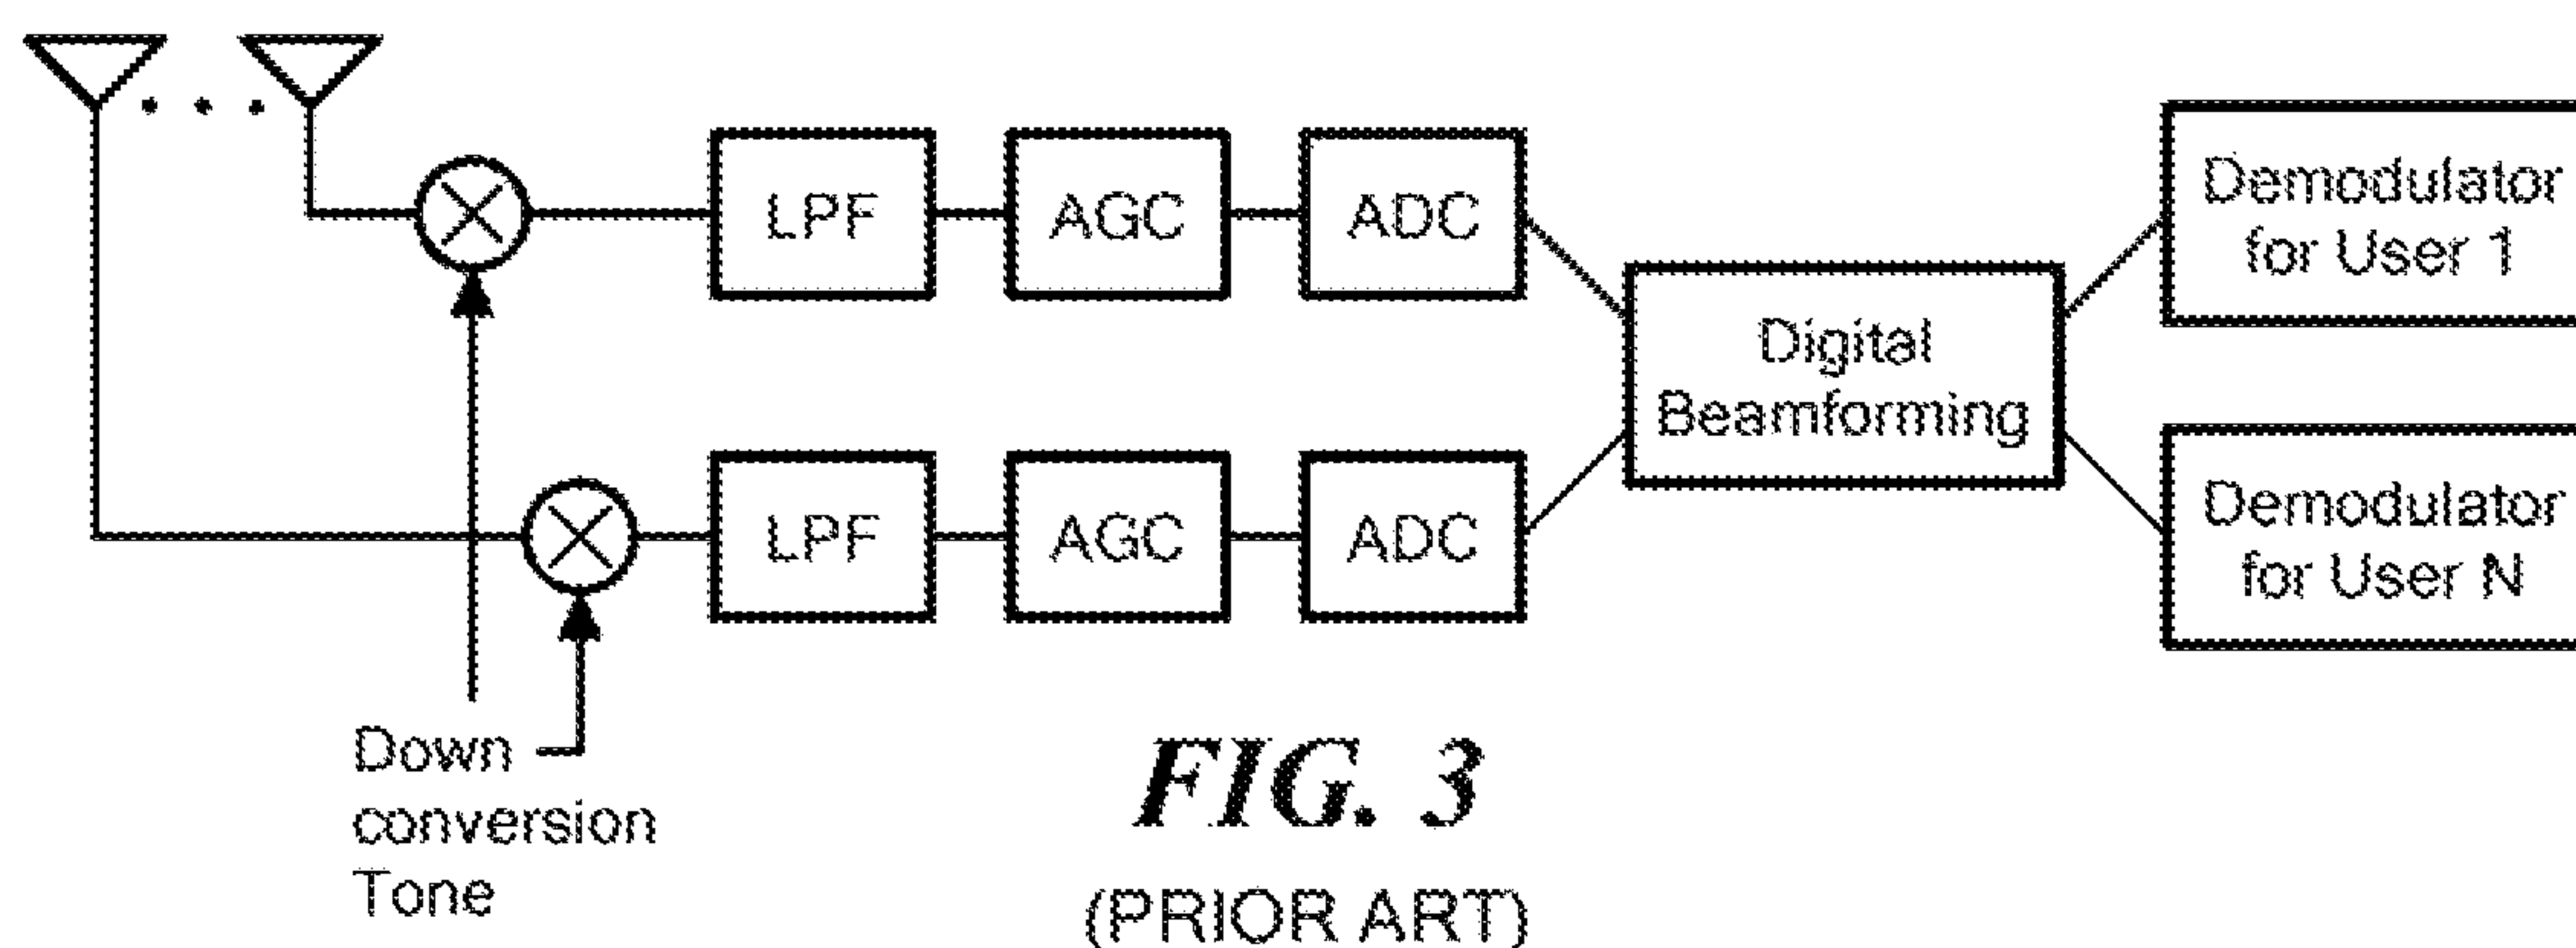 LPF
AGC
ADC
Demodulator
for User 1
Digital
Beamforming
LPF
AGC
ADC
Demodulator
for User N
Down
conversion
Tone
FIG. 3
(PRIOR ART)